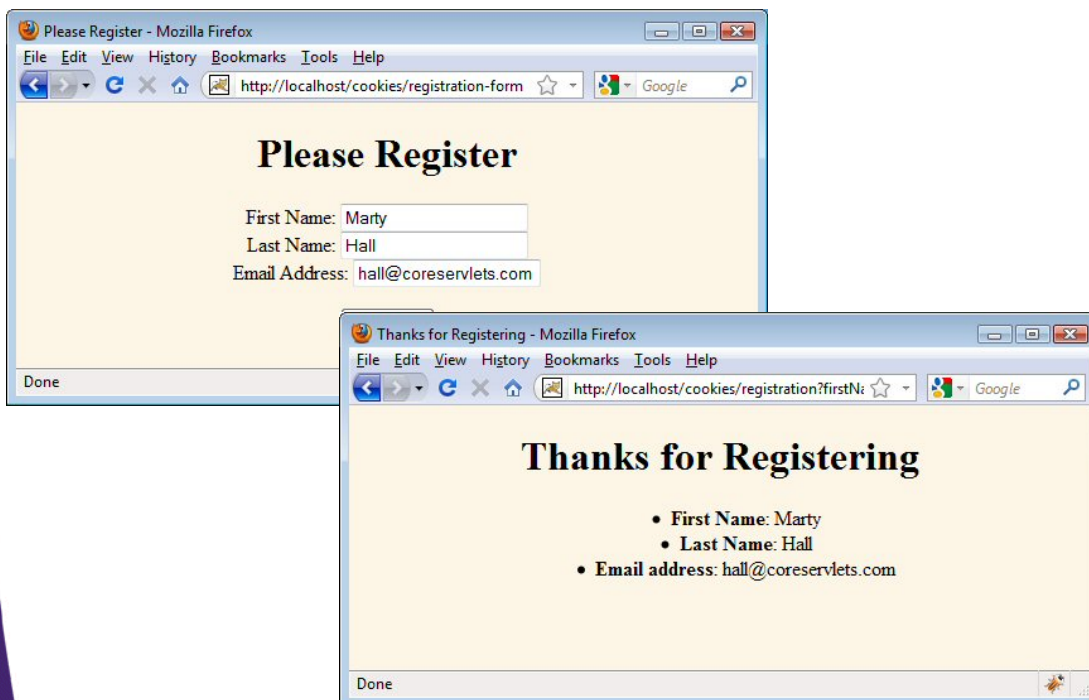 Please Register - Mozilla Firefox
File Edit View History Bookmarks Tools Help
http://localhost/cookies/registration-form Google
Please Register
First Name: Marty
Last Name: Hall
Email Address: hall@coreservlets.com
Done
Thanks for Registering - Mozilla Firefox
File Edit View History Bookmarks Tools Help
http://localhost/cookies/registration?firstNa Google
Thanks for Registering
• First Name: Marty
• Last Name: Hall
• Email address: hall@coreservlets.com
Done